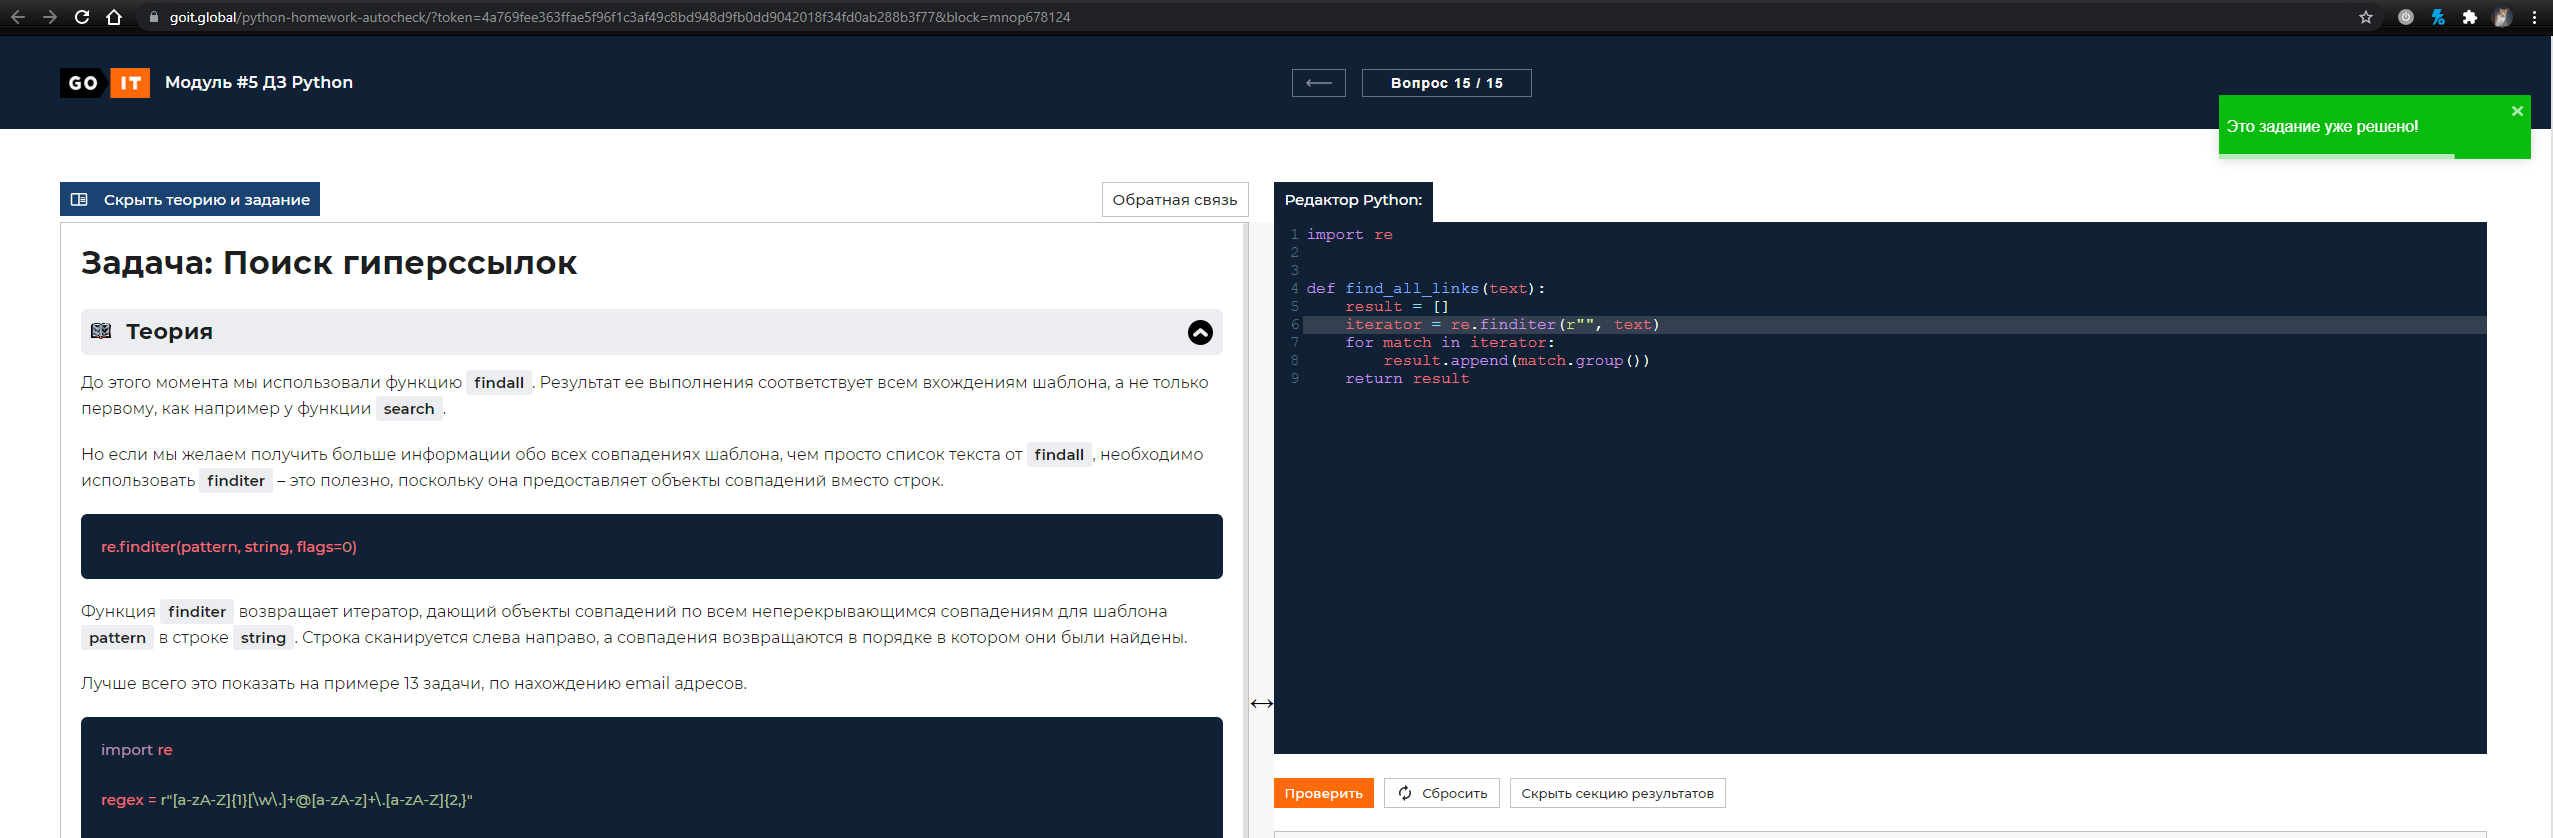 goit.global/python-homework-autocheck/?token=4a769fee363ffae5f96f1c3af49c8bd948d9fb0dd9042018f34fd0ab288b3f77&block=mnop678124
GO IT Модуль #5 ДЗ Python
Вопрос 15 / 15
Это задание уже решено!
Скрыть теорию и задание
Обратная связь
Задача: Поиск гиперссылок
Теория
До этого момента мы использовали функцию findall . Результат ее выполнения соответствует всем вхождениям шаблона, а не только
первому, как например у функции search .
Но если мы желаем получить больше информации обо всех совпадениях шаблона, чем просто список текста от findall , необходимо
использовать finditer – это полезно, поскольку она предоставляет объекты совпадений вместо строк.
re.finditer(pattern, string, flags=0)
Функция finditer возвращает итератор, дающий объекты совпадений по всем неперекрывающимся совпадениям для шаблона
pattern в строке string . Строка сканируется слева направо, а совпадения возвращаются в порядке в котором они были найдены.
Лучше всего это показать на примере 13 задачи, по нахождению email адресов.
import re
regex = r"[a-zA-Z]{1}[\w\.]+@[a-zA-z]+\.[a-zA-Z]{2,}"
Редактор Python:
1 import re
2
3
4 def find_all_links(text):
5     result = []
6     iterator = re.finditer(r"", text)
7     for match in iterator:
8         result.append(match.group())
9     return result
Проверить
Сбросить
Скрыть секцию результатов